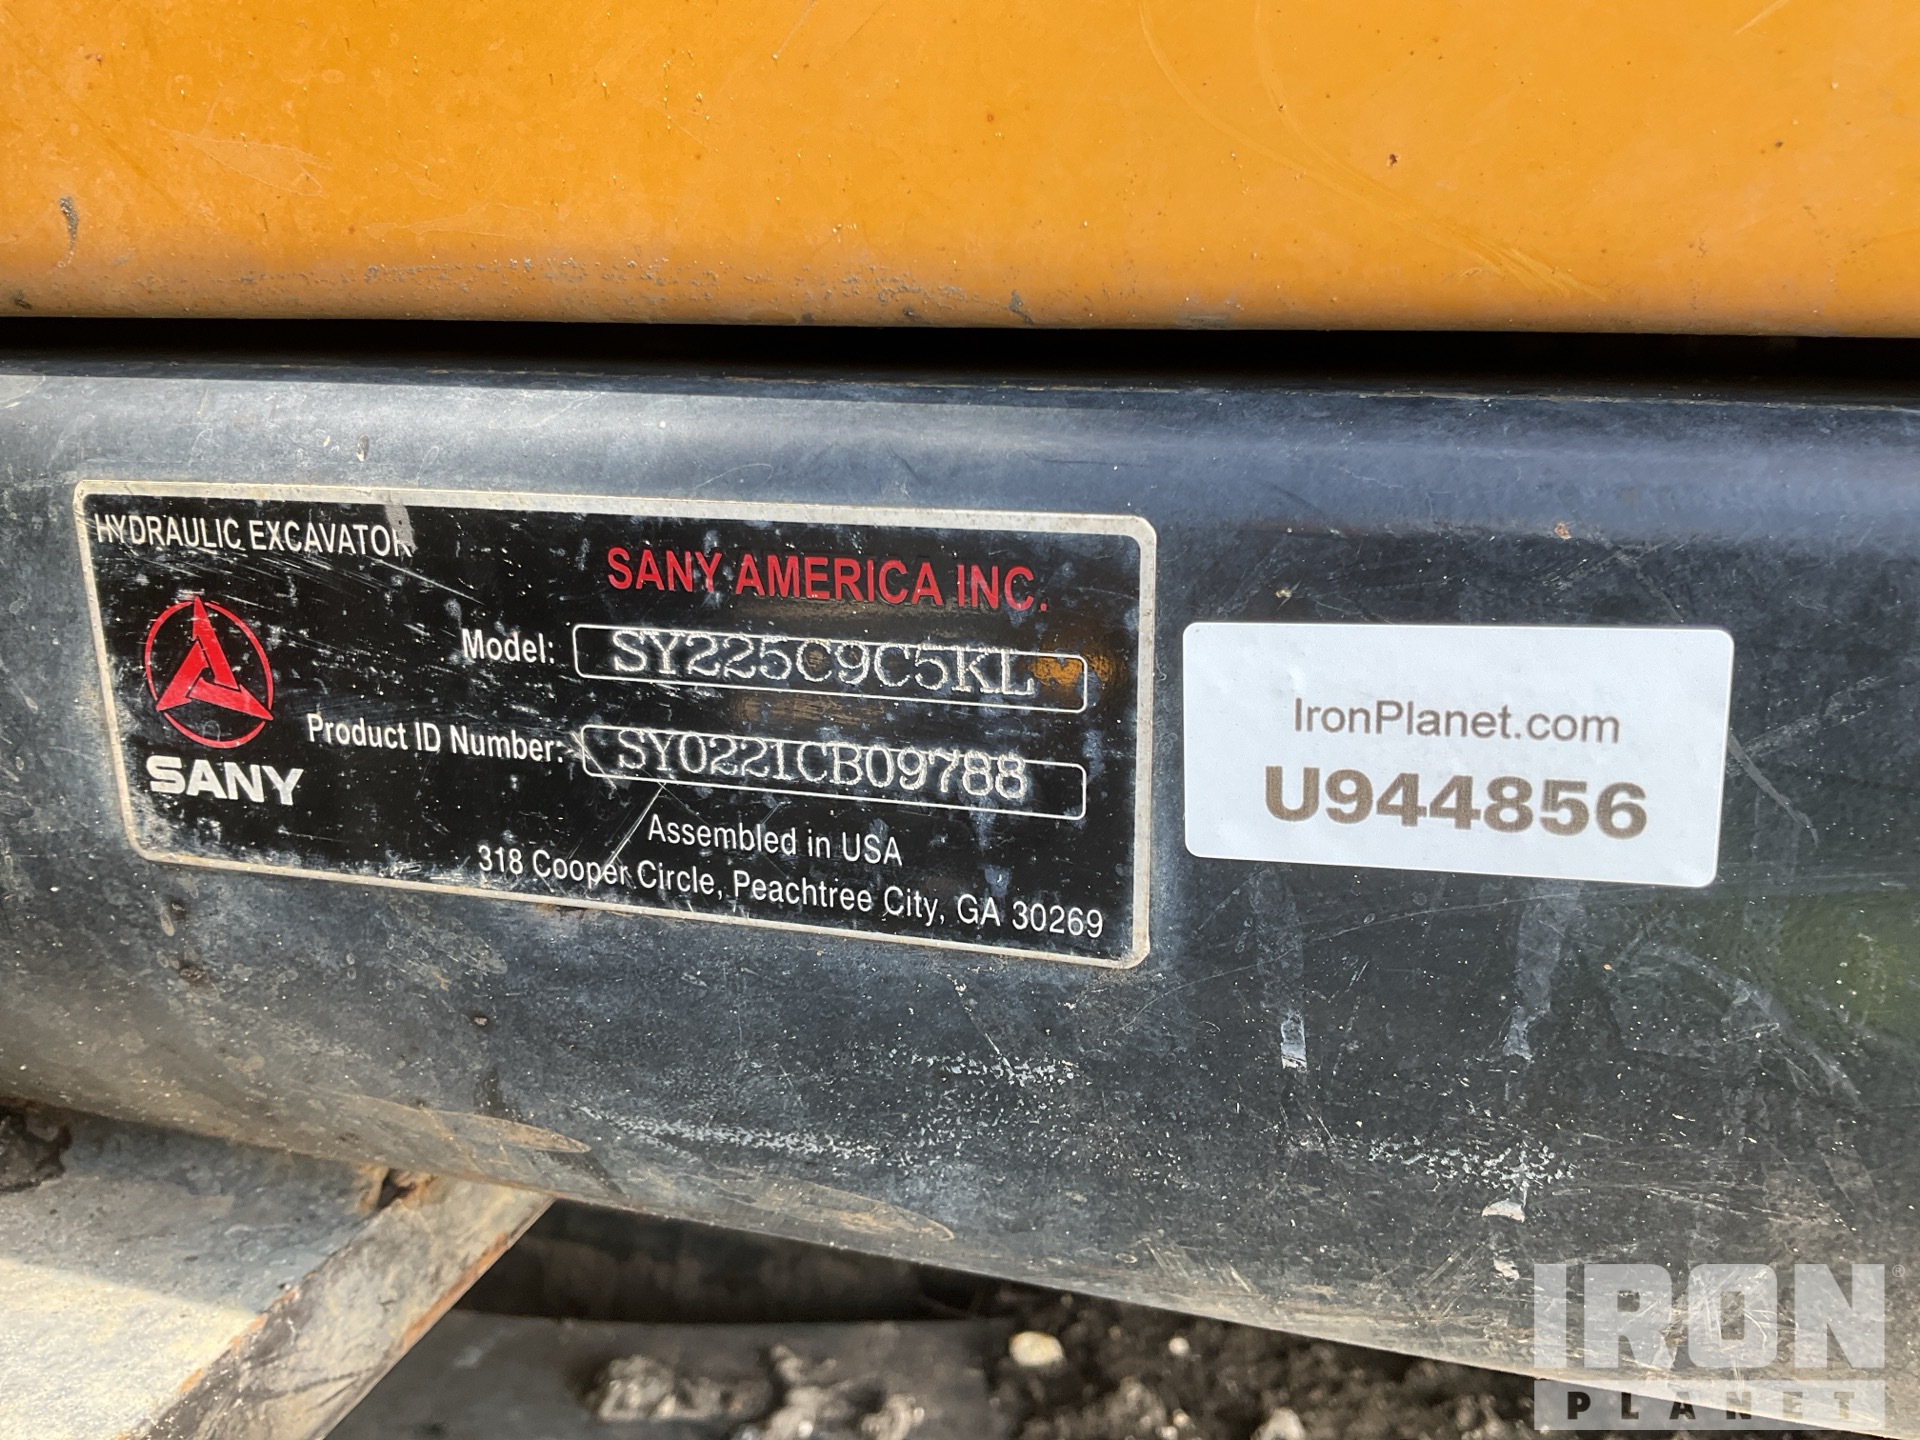 HYDRAULIC EXCAVATOR
SANY AMERICA INC.
Model: SY225C9C5KL
Product ID Number: SY022ICB09788
SANY
Assembled in USA
318 Cooper Circle, Peachtree City, GA 30269
IronPlanet.com
U944856
IRON
PLANET